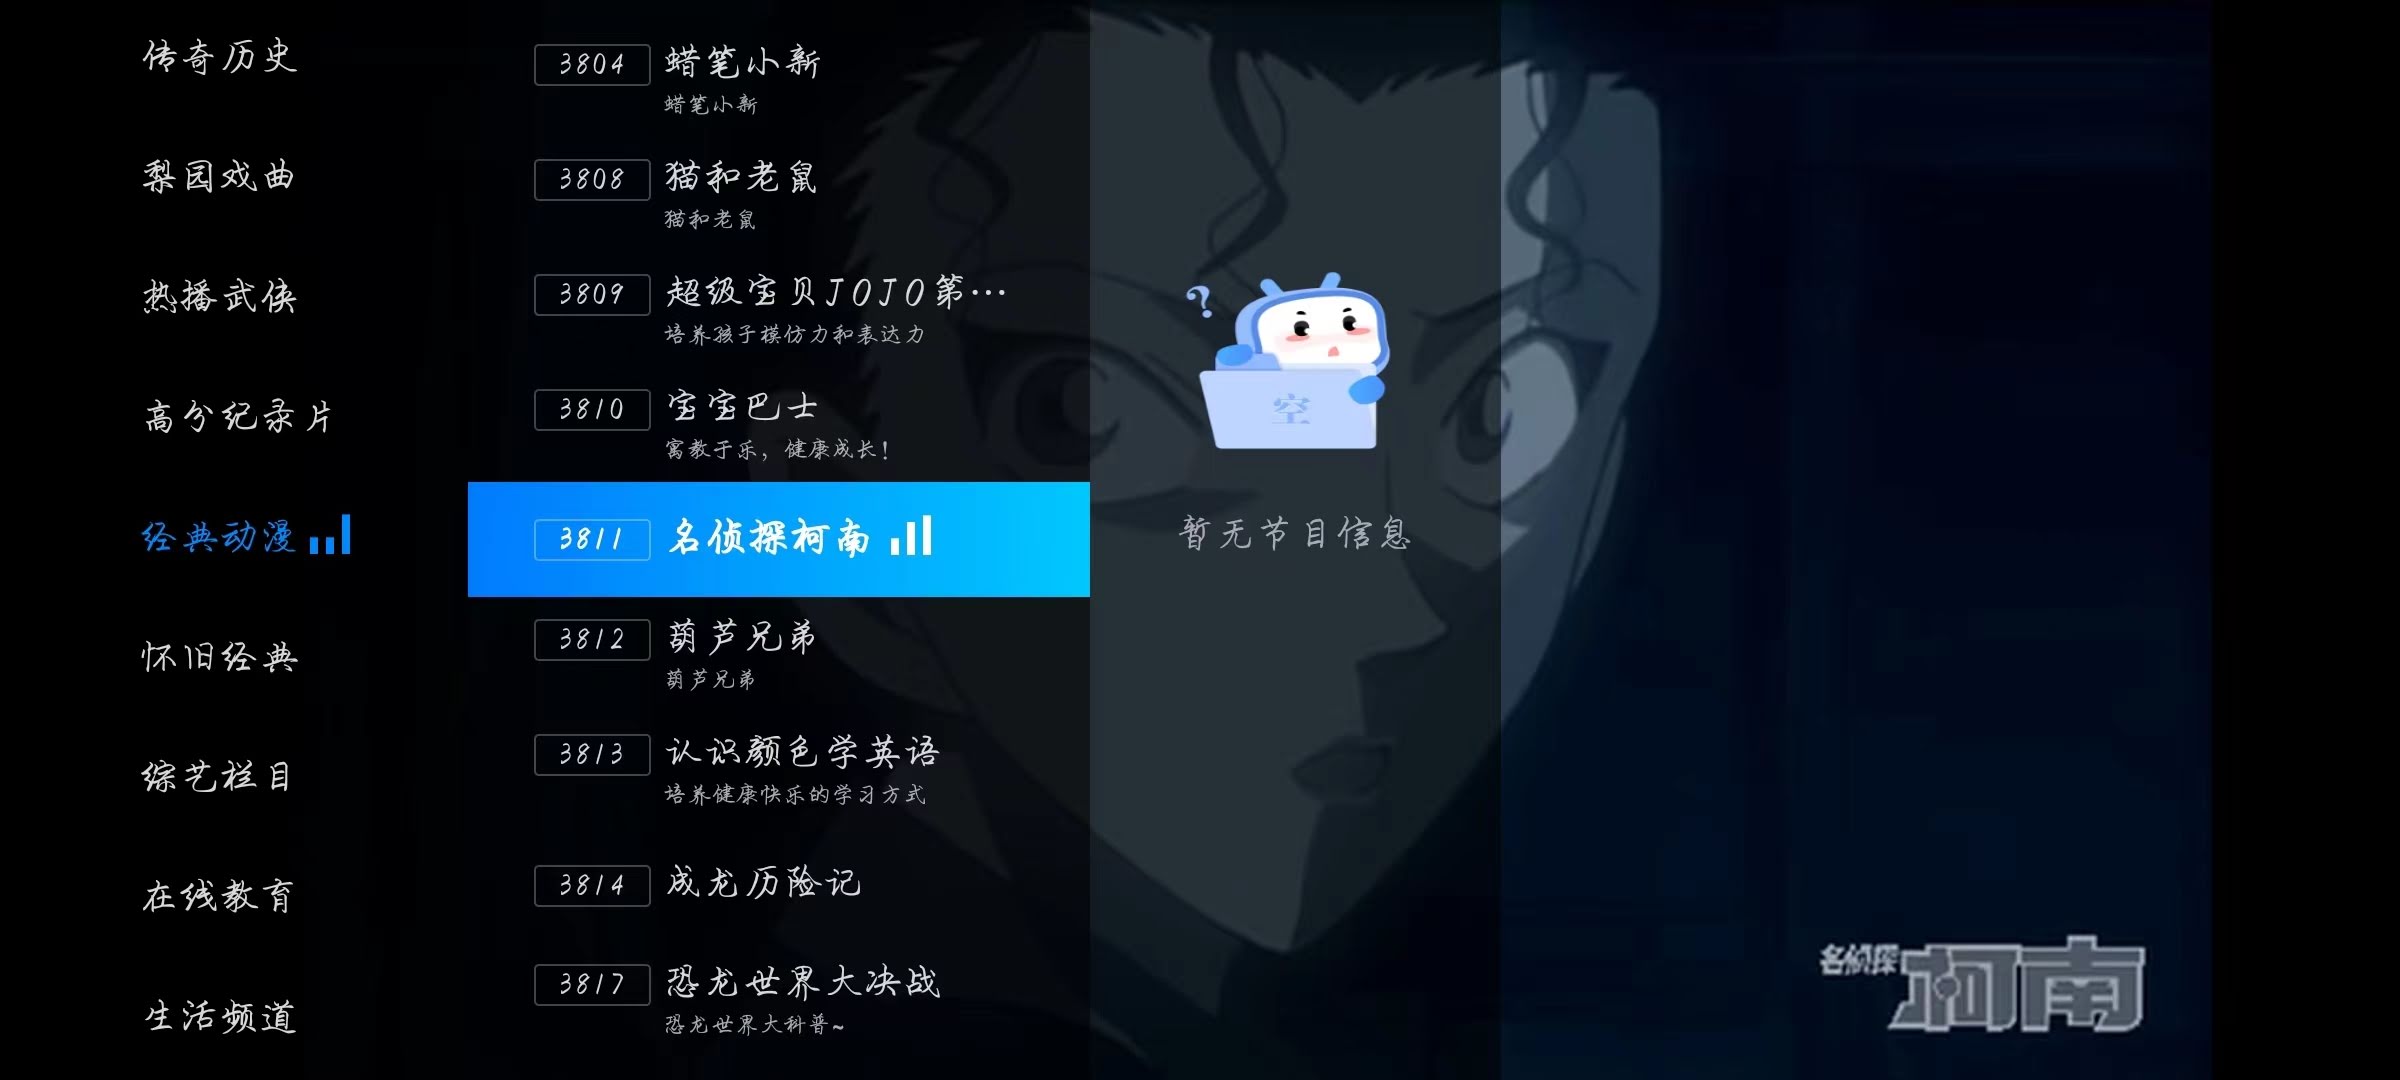 传奇历史
梨园戏曲
热播武侠
高分纪录片
经典动漫
怀旧经典
综艺栏目
在线教育
生活频道
3804 蜡笔小新
蜡笔小新
3808 猫和老鼠
猫和老鼠
3809 超级宝贝JOJO第…
培养孩子模仿力和表达力
3810 宝宝巴士
寓教于乐，健康成长!
3811 名侦探柯南
3812 葫芦兄弟
葫芦兄弟
3813 认识颜色学英语
培养健康快乐的学习方式
3814 成龙历险记
3817 恐龙世界大决战
恐龙世界大科普~
?
空
暂无节目信息
名侦探柯南